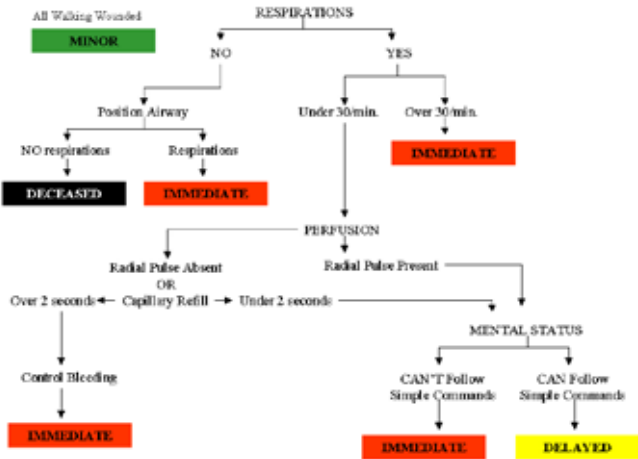 All Walking Wounded
MINOR
RESPIRATIONS
NO
YES
Position Airway
Under 30/min.
Over 30/min.
NO respirations
Respirations
IMMEDIATE
DECEASED
IMMEDIATE
PERFUSION
Radial Pulse Absent
OR
Radial Pulse Present
Over 2 seconds
Capillary Refill
Under 2 seconds
MENTAL STATUS
Control Bleeding
CAN'T Follow
Simple Commands
CAN Follow
Simple Commands
IMMEDIATE
IMMEDIATE
DELAYED